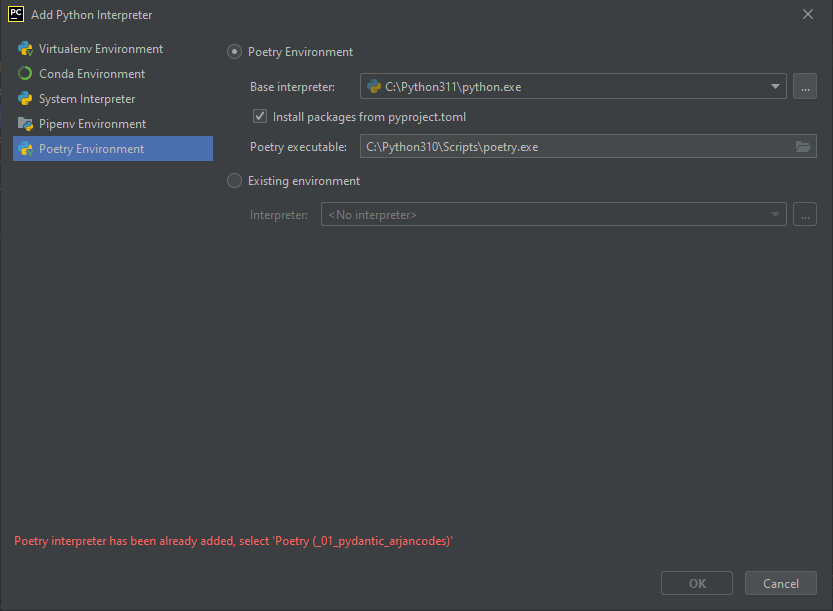 PC Add Python Interpreter
Virtualenv Environment
Conda Environment
System Interpreter
Pipenv Environment
Poetry Environment
Poetry Environment
Base interpreter: C:\Python311\python.exe ...
Install packages from pyproject.toml
Poetry executable: C:\Python310\Scripts\poetry.exe
Existing environment
Interpreter: <No interpreter> ...
Poetry interpreter has been already added, select 'Poetry (_01_pydantic_arjancodes)'
OK Cancel